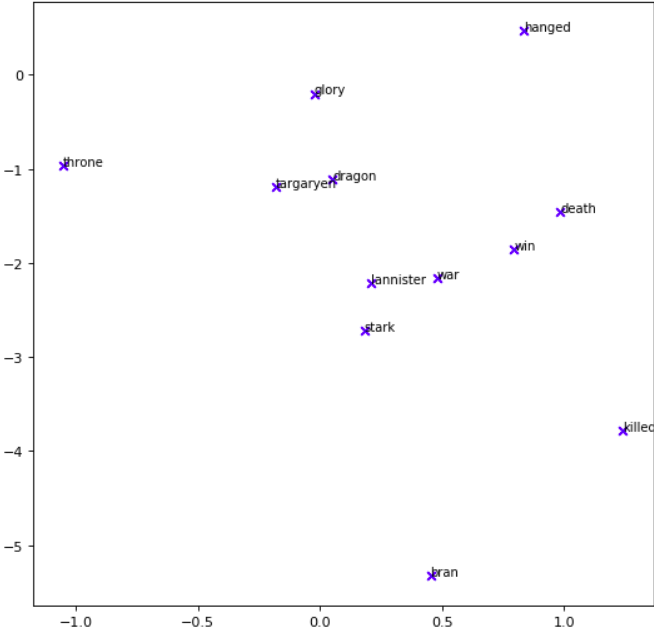 hanged
0
glory
throne
-1
dragon
targaryen
death
win
-2
war
lannister
stark
-3
killed
-4
-5
bran
-1.0 -0.5 0.0 0.5 1.0